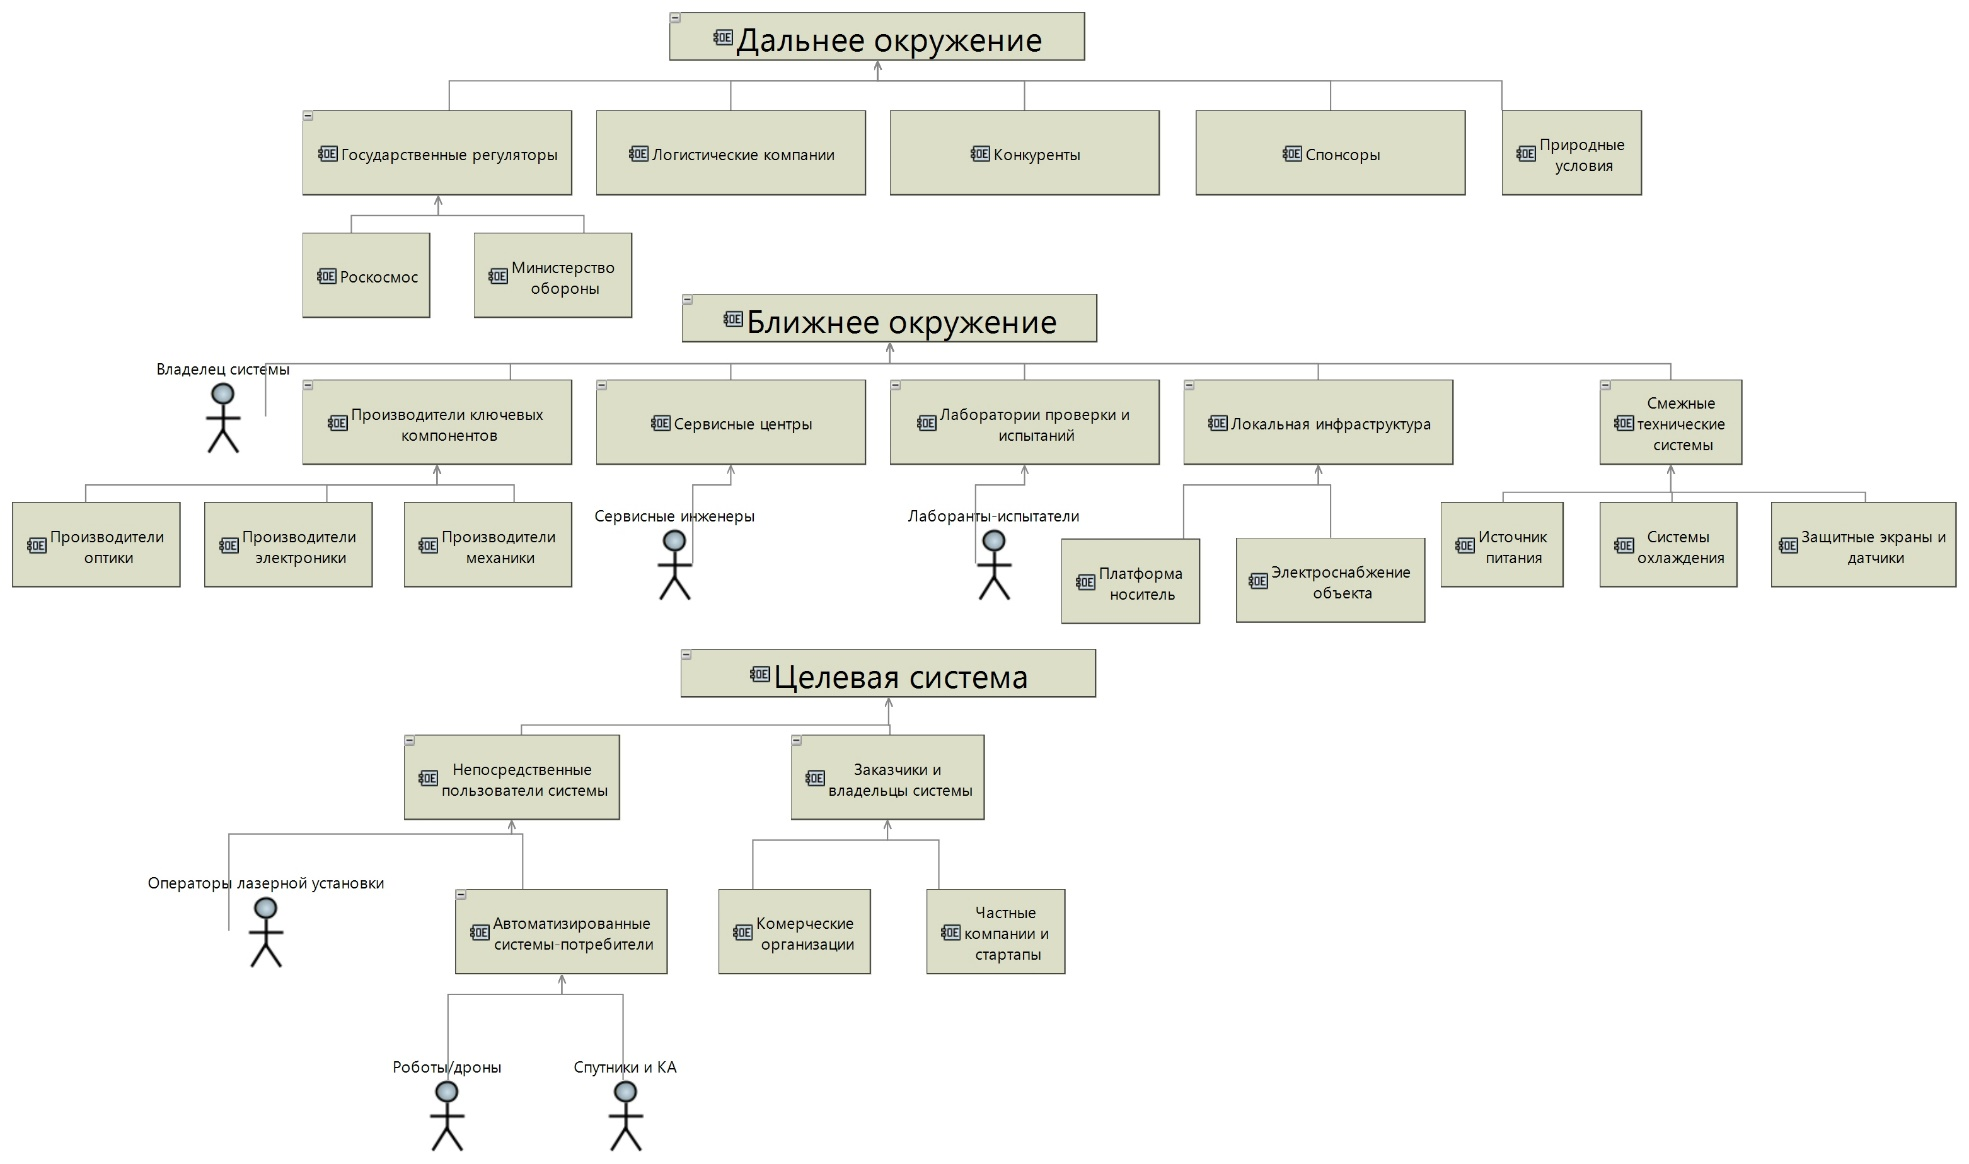 Дальнее окружение
Государственные регуляторы
Логистические компании
Конкуренты
Спонсоры
Природные
условия
Роскосмос
Министерство
обороны
Ближнее окружение
Владелец системы
Производители ключевых
компонентов
Сервисные центры
Лаборатории проверки и
испытаний
Локальная инфраструктура
Смежные
технические
системы
Производители
оптики
Производители
электроники
Производители
механики
Сервисные инженеры
Лаборанты-испытатели
Платформа
носитель
Электроснабжение
объекта
Источник
питания
Системы
охлаждения
Защитные экраны и
датчики
Целевая система
Непосредственные
пользователи системы
Заказчики и
владельцы системы
Операторы лазерной установки
Автоматизированные
системы-потребители
Комерческие
организации
Частные
компании и
стартапы
Роботы/дроны
Спутники и КА